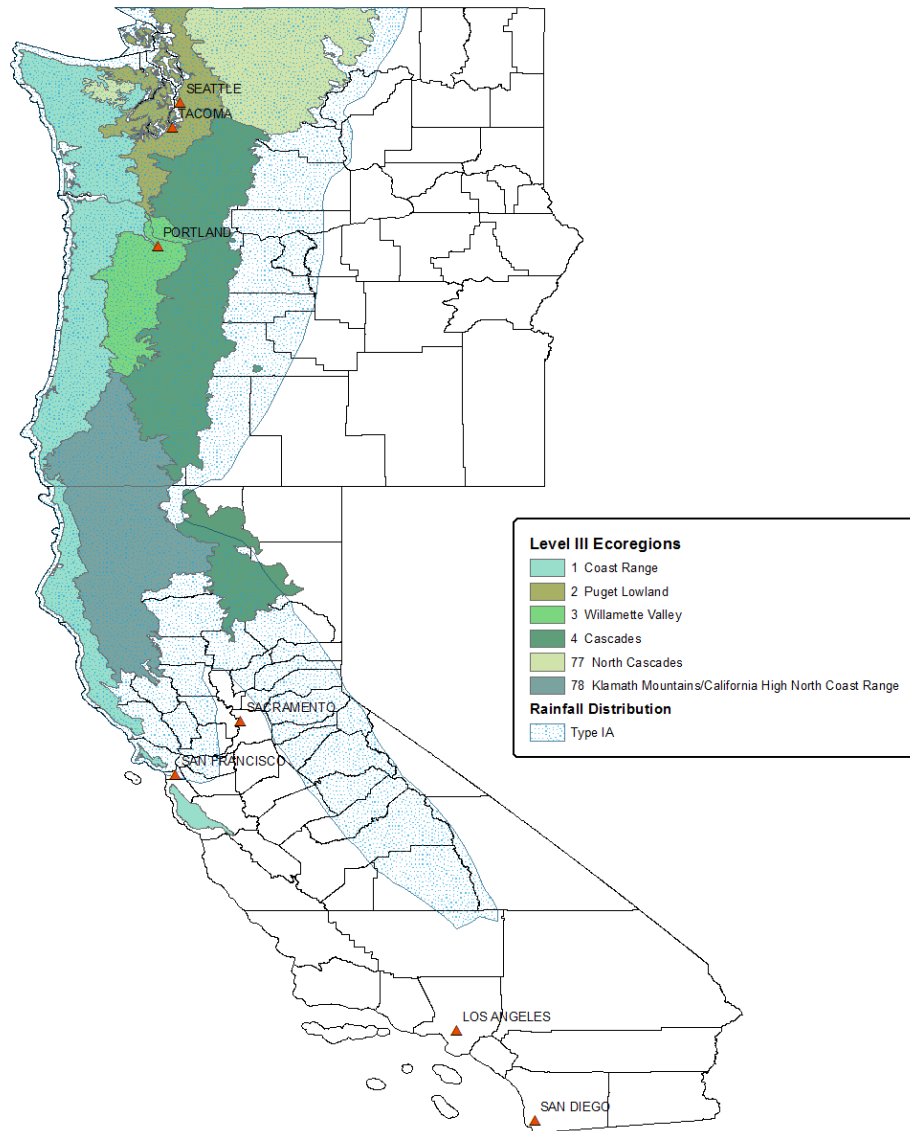 SEATTLE
TACOMA
PORTLAND
SACRAMENTO
SAN FRANCISCO
LOS ANGELES
SAN DIEGO
Level III Ecoregions
1 Coast Range
2 Puget Lowland
3 Willamette Valley
4 Cascades
77 North Cascades
78 Klamath Mountains/California High North Coast Range
Rainfall Distribution
Type IA